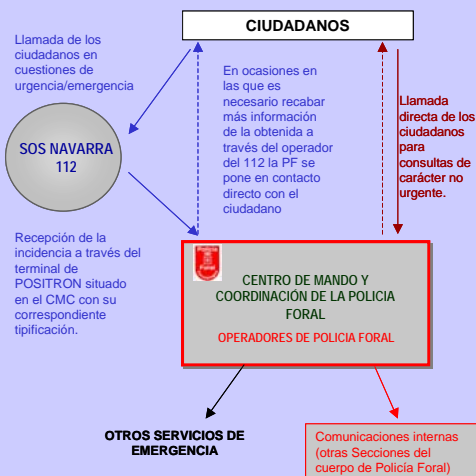 CIUDADANOS
Llamada de los
ciudadanos en
cuestiones de
urgencia/emergencia
En ocasiones en
las que es
necesario recabar
más información
de la obtenida a
través del operador
del 112 la PF se
pone en contacto
directo con el
ciudadano
Llamada
directa de los
ciudadanos
para
consultas de
carácter no
urgente.
SOS NAVARRA
112
Recepción de la
incidencia a través del
terminal de
POSITRON situado
en el CMC con su
correspondiente
tipificación.
Policía
Foral
CENTRO DE MANDO Y
COORDINACIÓN DE LA POLICIA
FORAL
OPERADORES DE POLICIA FORAL
OTROS SERVICIOS DE
EMERGENCIA
Comunicaciones internas
(otras Secciones del
cuerpo de Policía Foral)